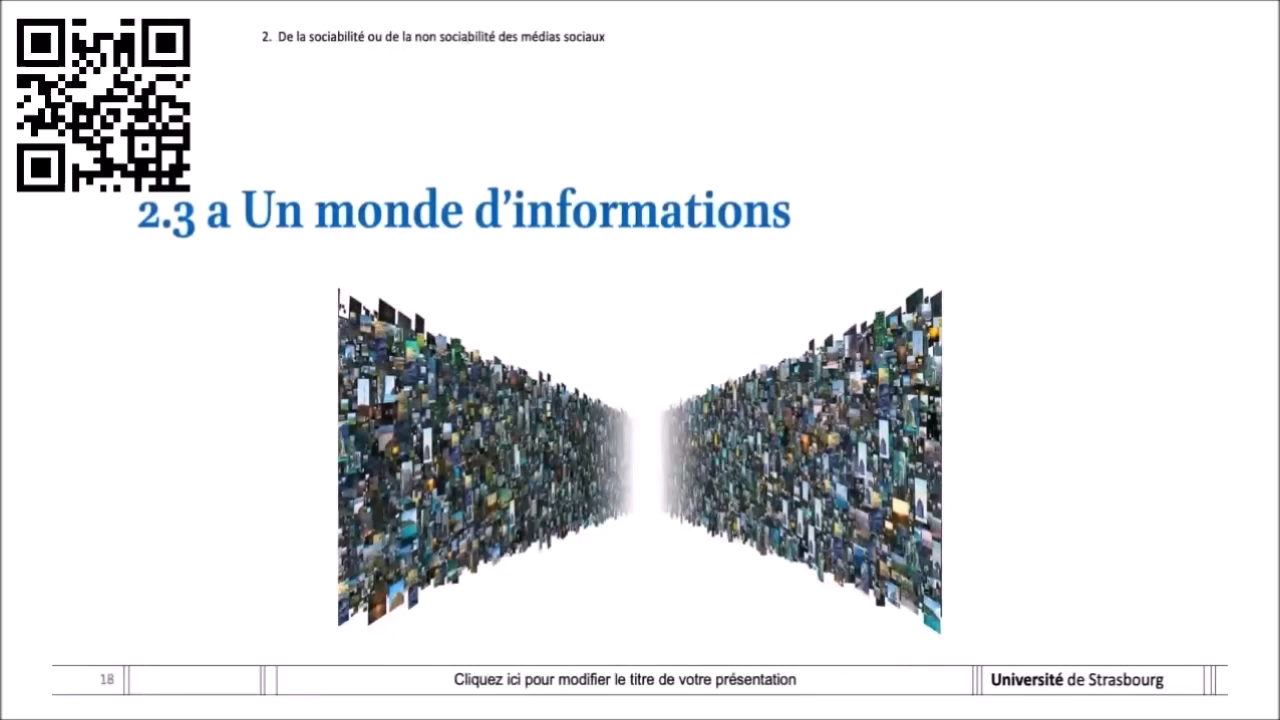 2. De la sociabilité ou de la non sociabilité des médias sociaux
2.3 a Un monde d’informations
18
Cliquez ici pour modifier le titre de votre présentation
Université de Strasbourg